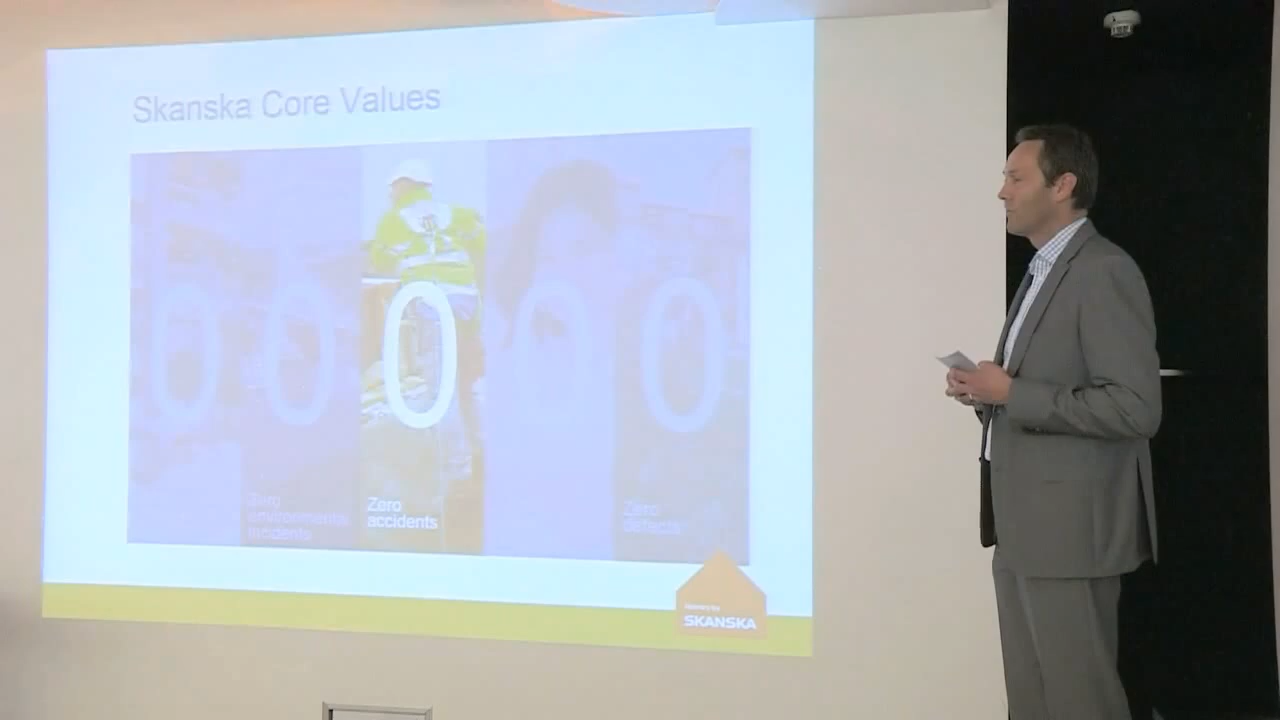 Skanska Core Values
0 0 0 0 0
Zero
environmental
incidents
Zero
accidents
Zero
defects
SKANSKA